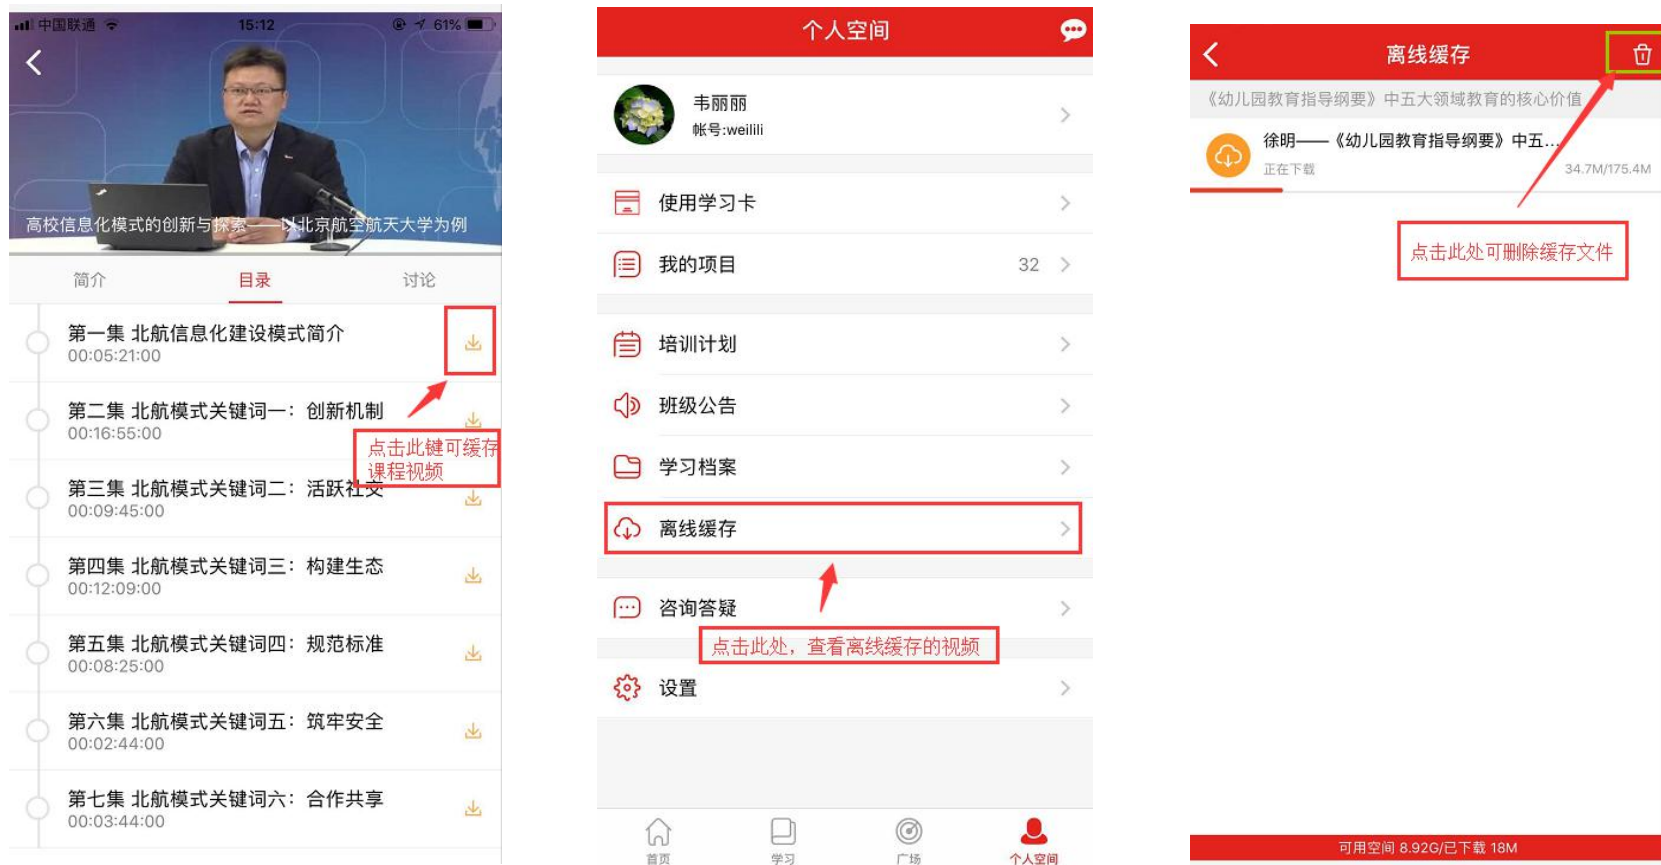 中国联通 15:12 61%
高校信息化模式的创新与探索——以北京航空航天大学为例
简介 目录 讨论
第一集 北航信息化建设模式简介
00:05:21:00
第二集 北航模式关键词一：创新机制
00:16:55:00
点击此键可缓存
课程视频
第三集 北航模式关键词二：活跃社交
00:09:45:00
第四集 北航模式关键词三：构建生态
00:12:09:00
第五集 北航模式关键词四：规范标准
00:08:25:00
第六集 北航模式关键词五：筑牢安全
00:02:44:00
第七集 北航模式关键词六：合作共享
00:03:44:00
个人空间
韦丽丽
帐号:weilili
使用学习卡
我的项目 32
培训计划
班级公告
学习档案
离线缓存
咨询答疑
点击此处，查看离线缓存的视频
设置
首页 学习 广场 个人空间
离线缓存
《幼儿园教育指导纲要》中五大领域教育的核心价值
徐明——《幼儿园教育指导纲要》中五...
正在下载 34.7M/175.4M
点击此处可删除缓存文件
可用空间 8.92G/已下载 18M